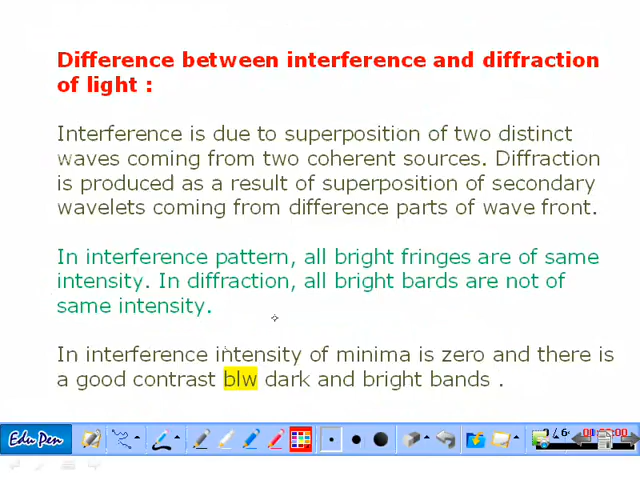 Difference between interference and diffraction
of light :
Interference is due to superposition of two distinct
waves coming from two coherent sources. Diffraction
is produced as a result of superposition of secondary
wavelets coming from difference parts of wave front.
In interference pattern, all bright fringes are of same
intensity. In diffraction, all bright bards are not of
same intensity.
In interference intensity of minima is zero and there is
a good contrast blw dark and bright bands .
Edu Pen